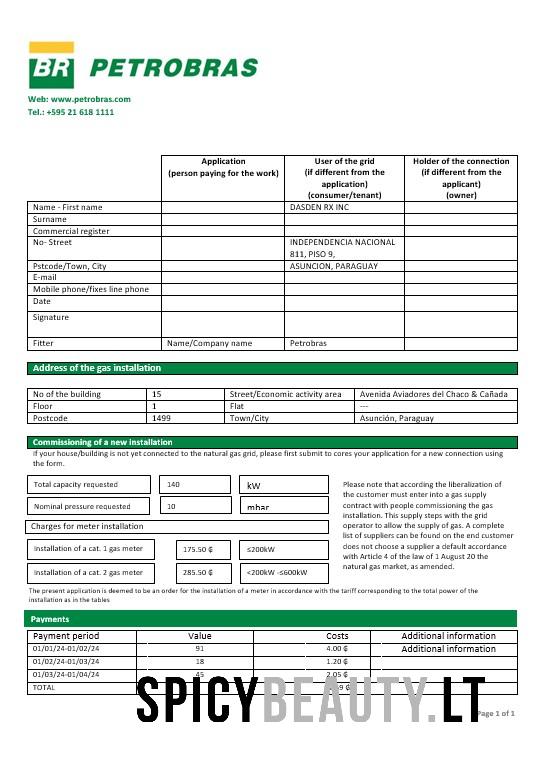 BR PETROBRAS
Web: www.petrobras.com
Tel.: +595 21 618 1111
Application
(person paying for the work)
User of the grid
(if different from the
application)
(consumer/tenant)
Holder of the connection
(if different from the
applicant)
(owner)
Name - First name DASDEN RX INC
Surname
Commercial register
No- Street INDEPENDENCIA NACIONAL
811, PISO 9,
Pstcode/Town, City ASUNCION, PARAGUAY
E-mail
Mobile phone/fixes line phone
Date
Signature
Fitter Name/Company name Petrobras
Address of the gas installation
No of the building 15 Street/Economic activity area Avenida Aviadores del Chaco & Cañada
Floor 1 Flat ---
Postcode 1499 Town/City Asunción, Paraguay
Commissioning of a new installation
If your house/building is not yet connected to the natural gas grid, please first submit to cores your application for a new connection using
the form.
Total capacity requested 140 kW
Nominal pressure requested 10 mbar
Charges for meter installation
Installation of a cat. 1 gas meter 175.50 ₲ ≤200kW
Installation of a cat. 2 gas meter 285.50 ₲ <200kW -≤600kW
Please note that according the liberalization of
the customer must enter into a gas supply
contract with people commissioning the gas
installation. This supply steps with the grid
operator to allow the supply of gas. A complete
list of suppliers can be found on the end customer
does not choose a supplier a default accordance
with Article 4 of the law of 1 August 20 the
natural gas market, as amended.
The present application is deemed to be an order for the installation of a meter in accordance with the tariff corresponding to the total power of the
installation as in the tables
Payments
Payment period Value Costs Additional information
01/01/24-01/02/24 91 4.00 ₲ Additional information
01/02/24-01/03/24 18 1.20 ₲
01/03/24-01/04/24 45 2.05 ₲
TOTAL
SPICYBEAUTY.LT
Page 1 of 1